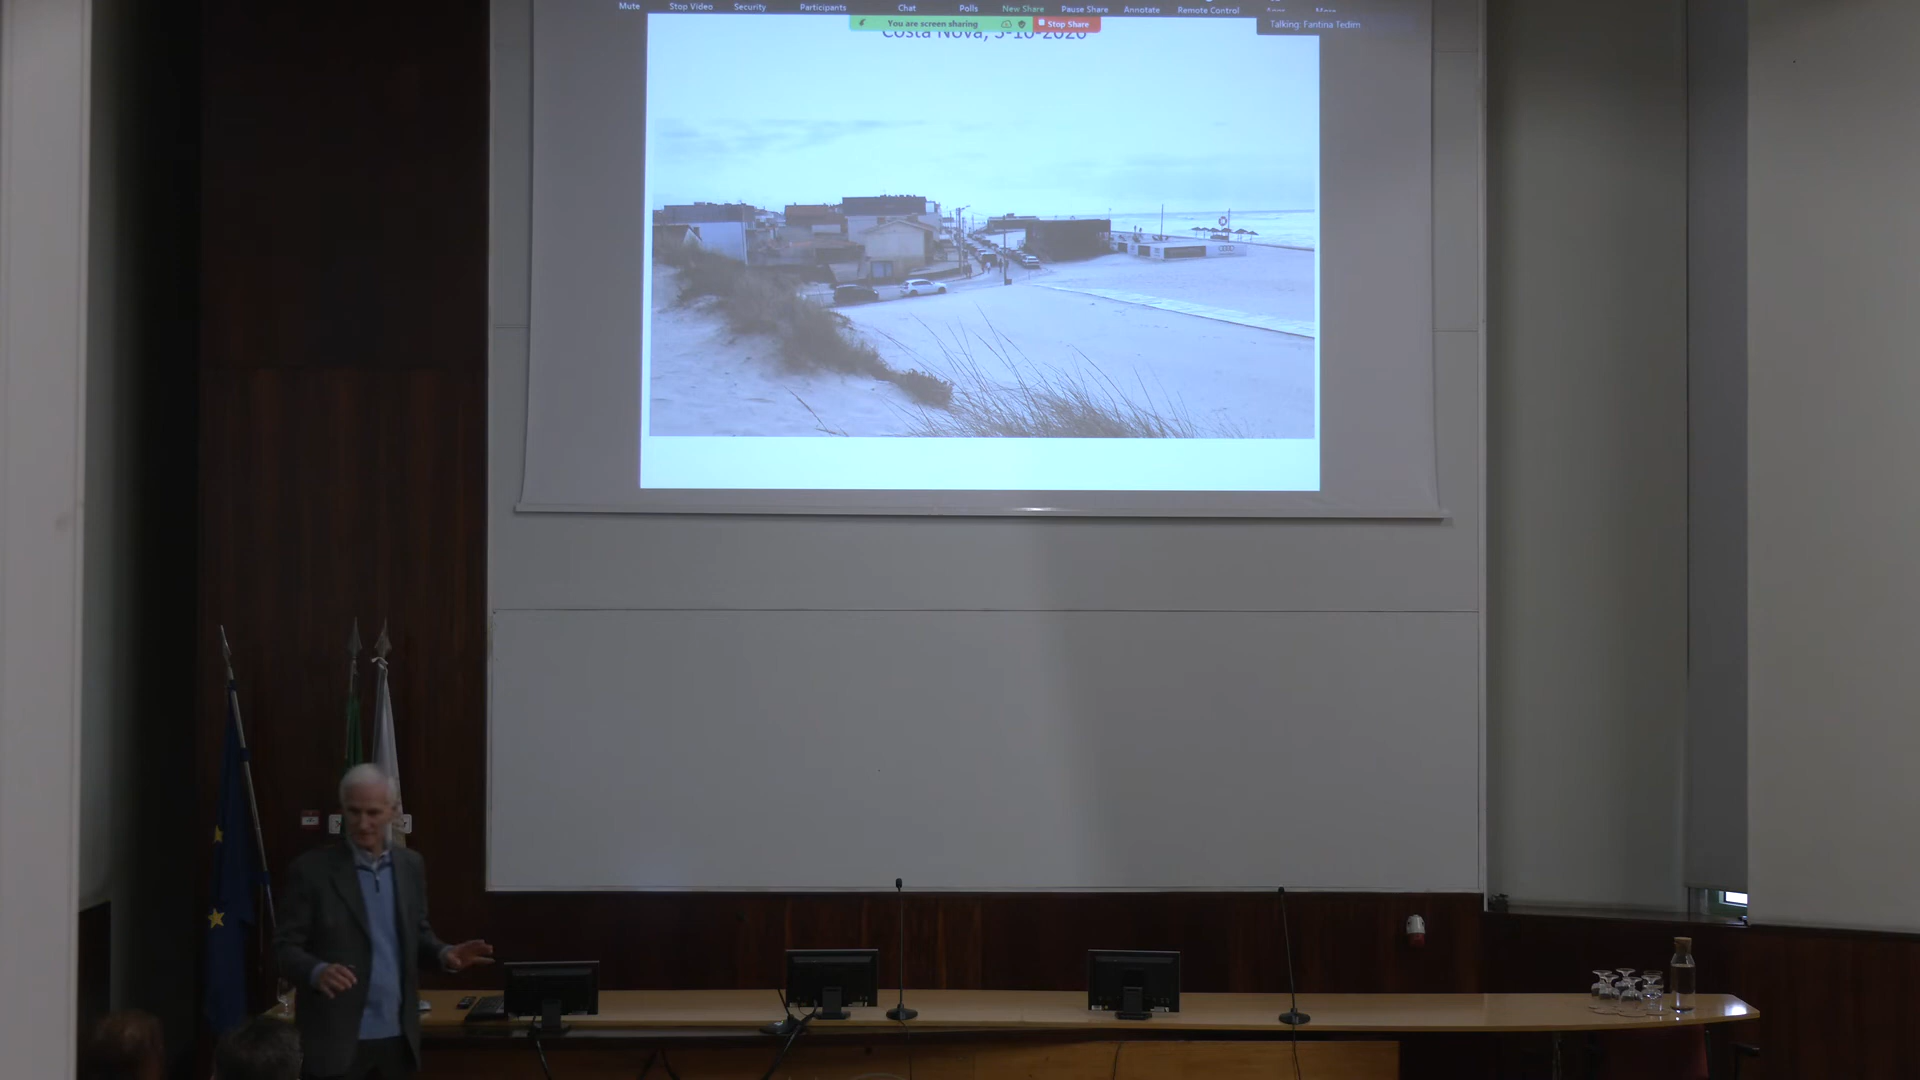 Mute Stop Video Security Participants Chat Polls New Share Pause Share Annotate Remote Control
You are screen sharing Stop Share Talking: Fantina Tedim
Costa Nova, 3-10-2020